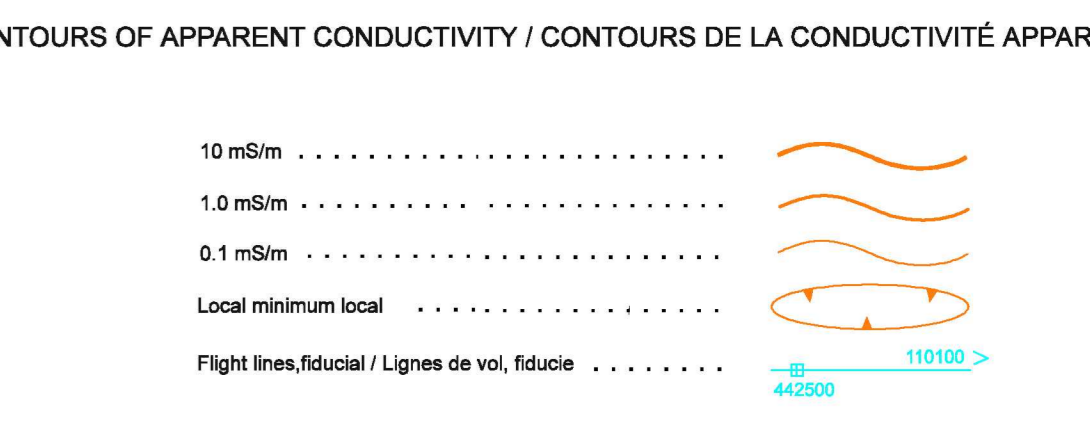 NTOURS OF APPARENT CONDUCTIVITY / CONTOURS DE LA CONDUCTIVITÉ APPAR
10 mS/m . . . . . . . . . . . . . . . . . . . . . . . . . .
1.0 mS/m . . . . . . . . . . . . . . . . . . . . . . . . .
0.1 mS/m . . . . . . . . . . . . . . . . . . . . . . . . .
Local minimum local . . . . . . . . . . . . . . . . . . .
Flight lines,fiducial / Lignes de vol, fiducie . . . . . . . .
110100 >
442500